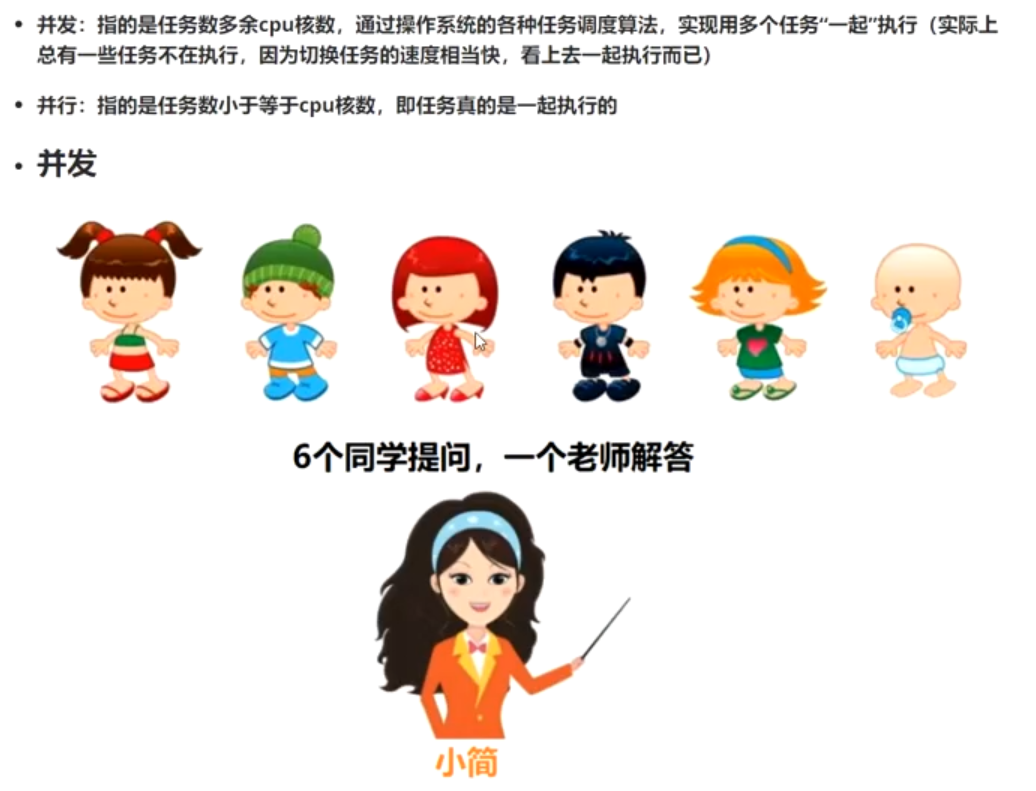 • 并发：指的是任务数多余cpu核数，通过操作系统的各种任务调度算法，实现用多个任务“一起”执行（实际上
总有一些任务不在执行，因为切换任务的速度相当快，看上去一起执行而已）
• 并行：指的是任务数小于等于cpu核数，即任务真的是一起执行的
• 并发
6个同学提问，一个老师解答
小简